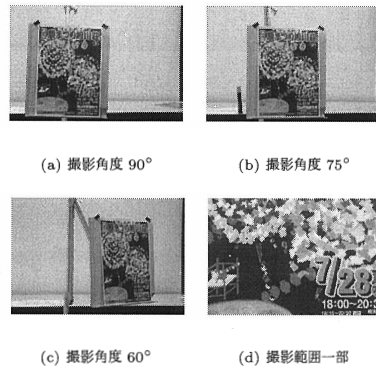 (a) 撮影角度 90°
(b) 撮影角度 75°
(c) 撮影角度 60°
7/28
18:00~20:3
(d) 撮影範囲一部